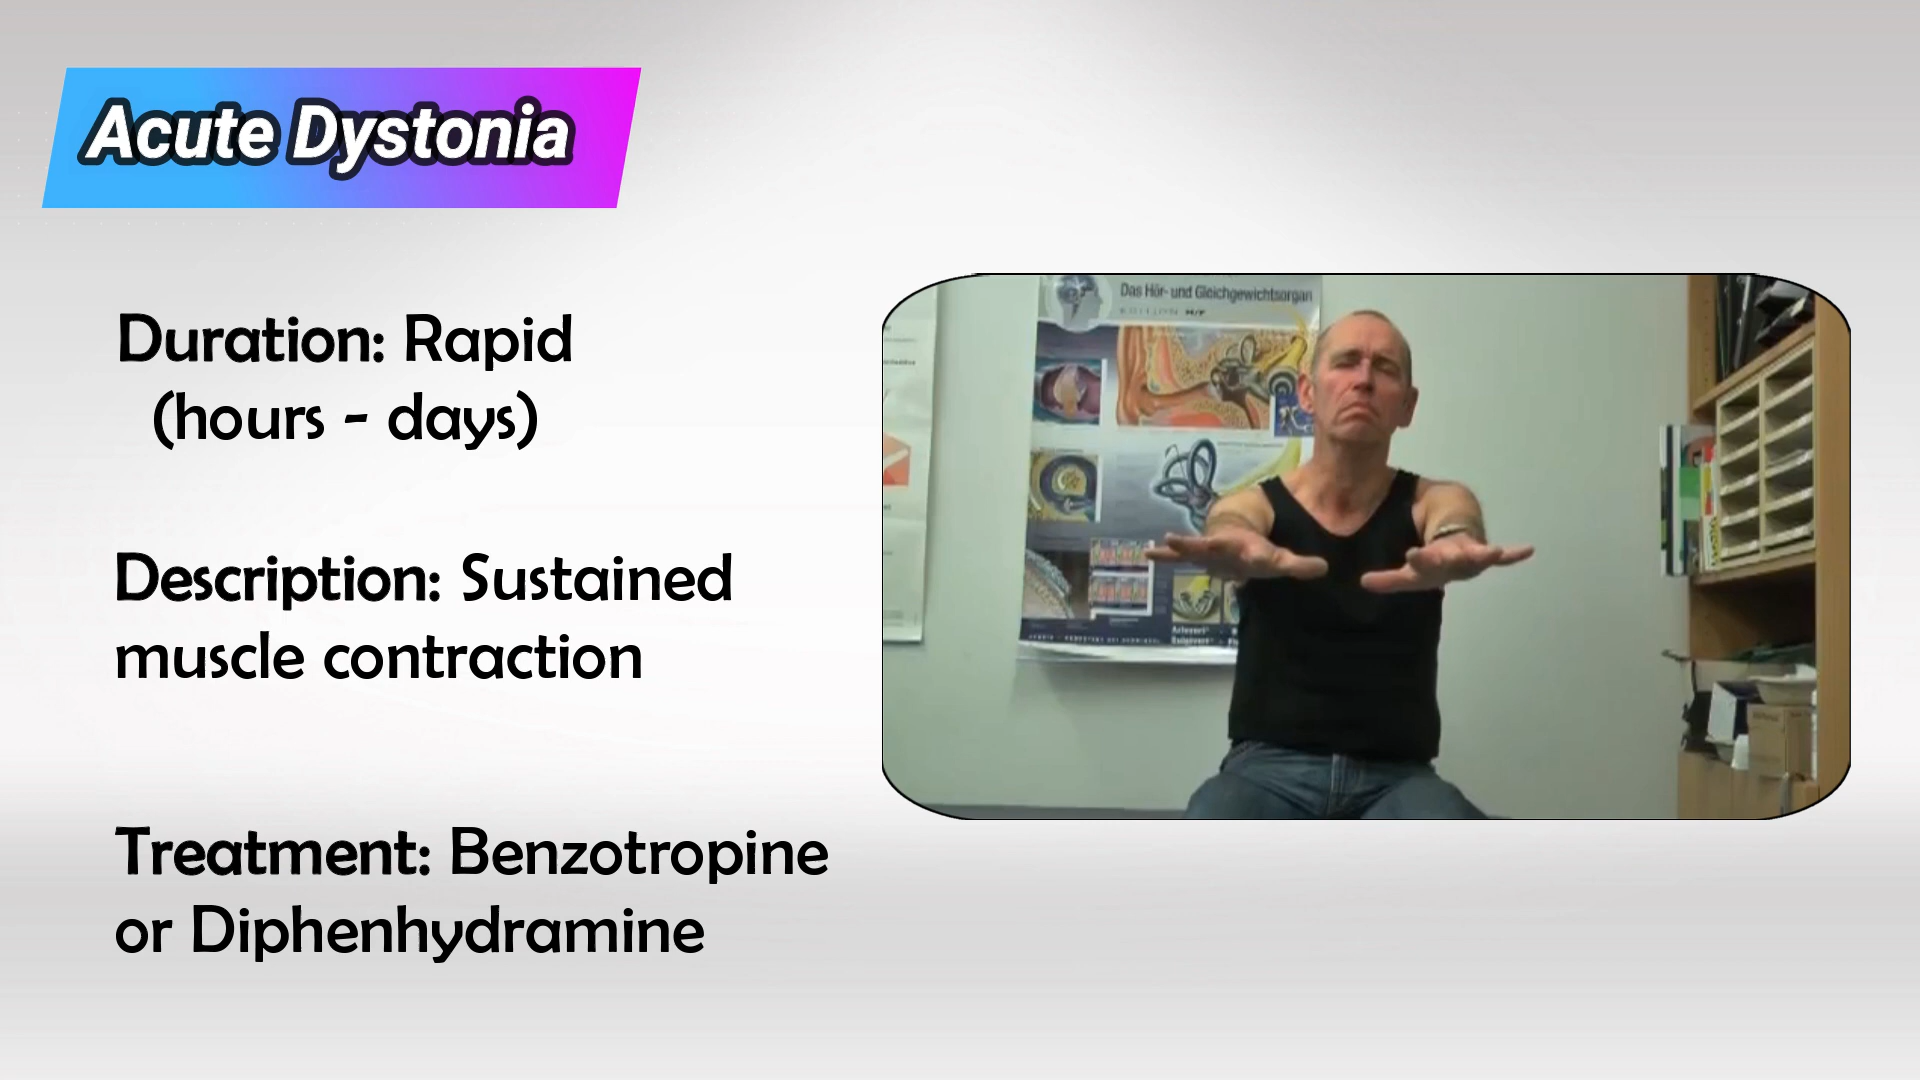 Acute Dystonia
Duration: Rapid
(hours - days)
Description: Sustained
muscle contraction
Treatment: Benzotropine
or Diphenhydramine
Das Hör- und Gleichgewichtsorgan